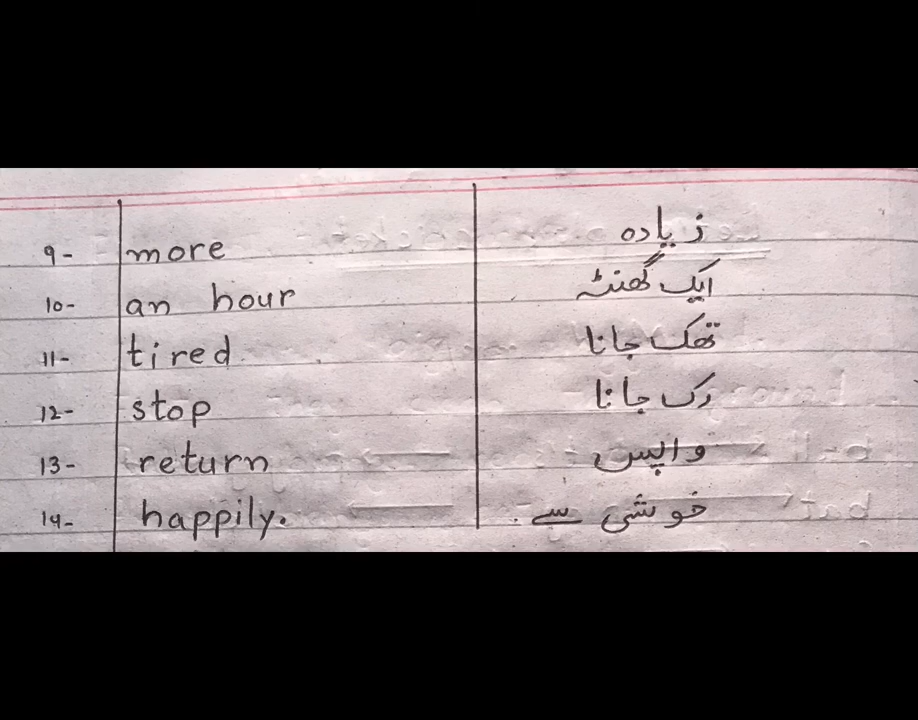 9- more زیادہ
10- an hour ایک گھنٹہ
11- tired تھک جانا
12- stop رک جانا
13- return واپس
14- happily. خوشی سے